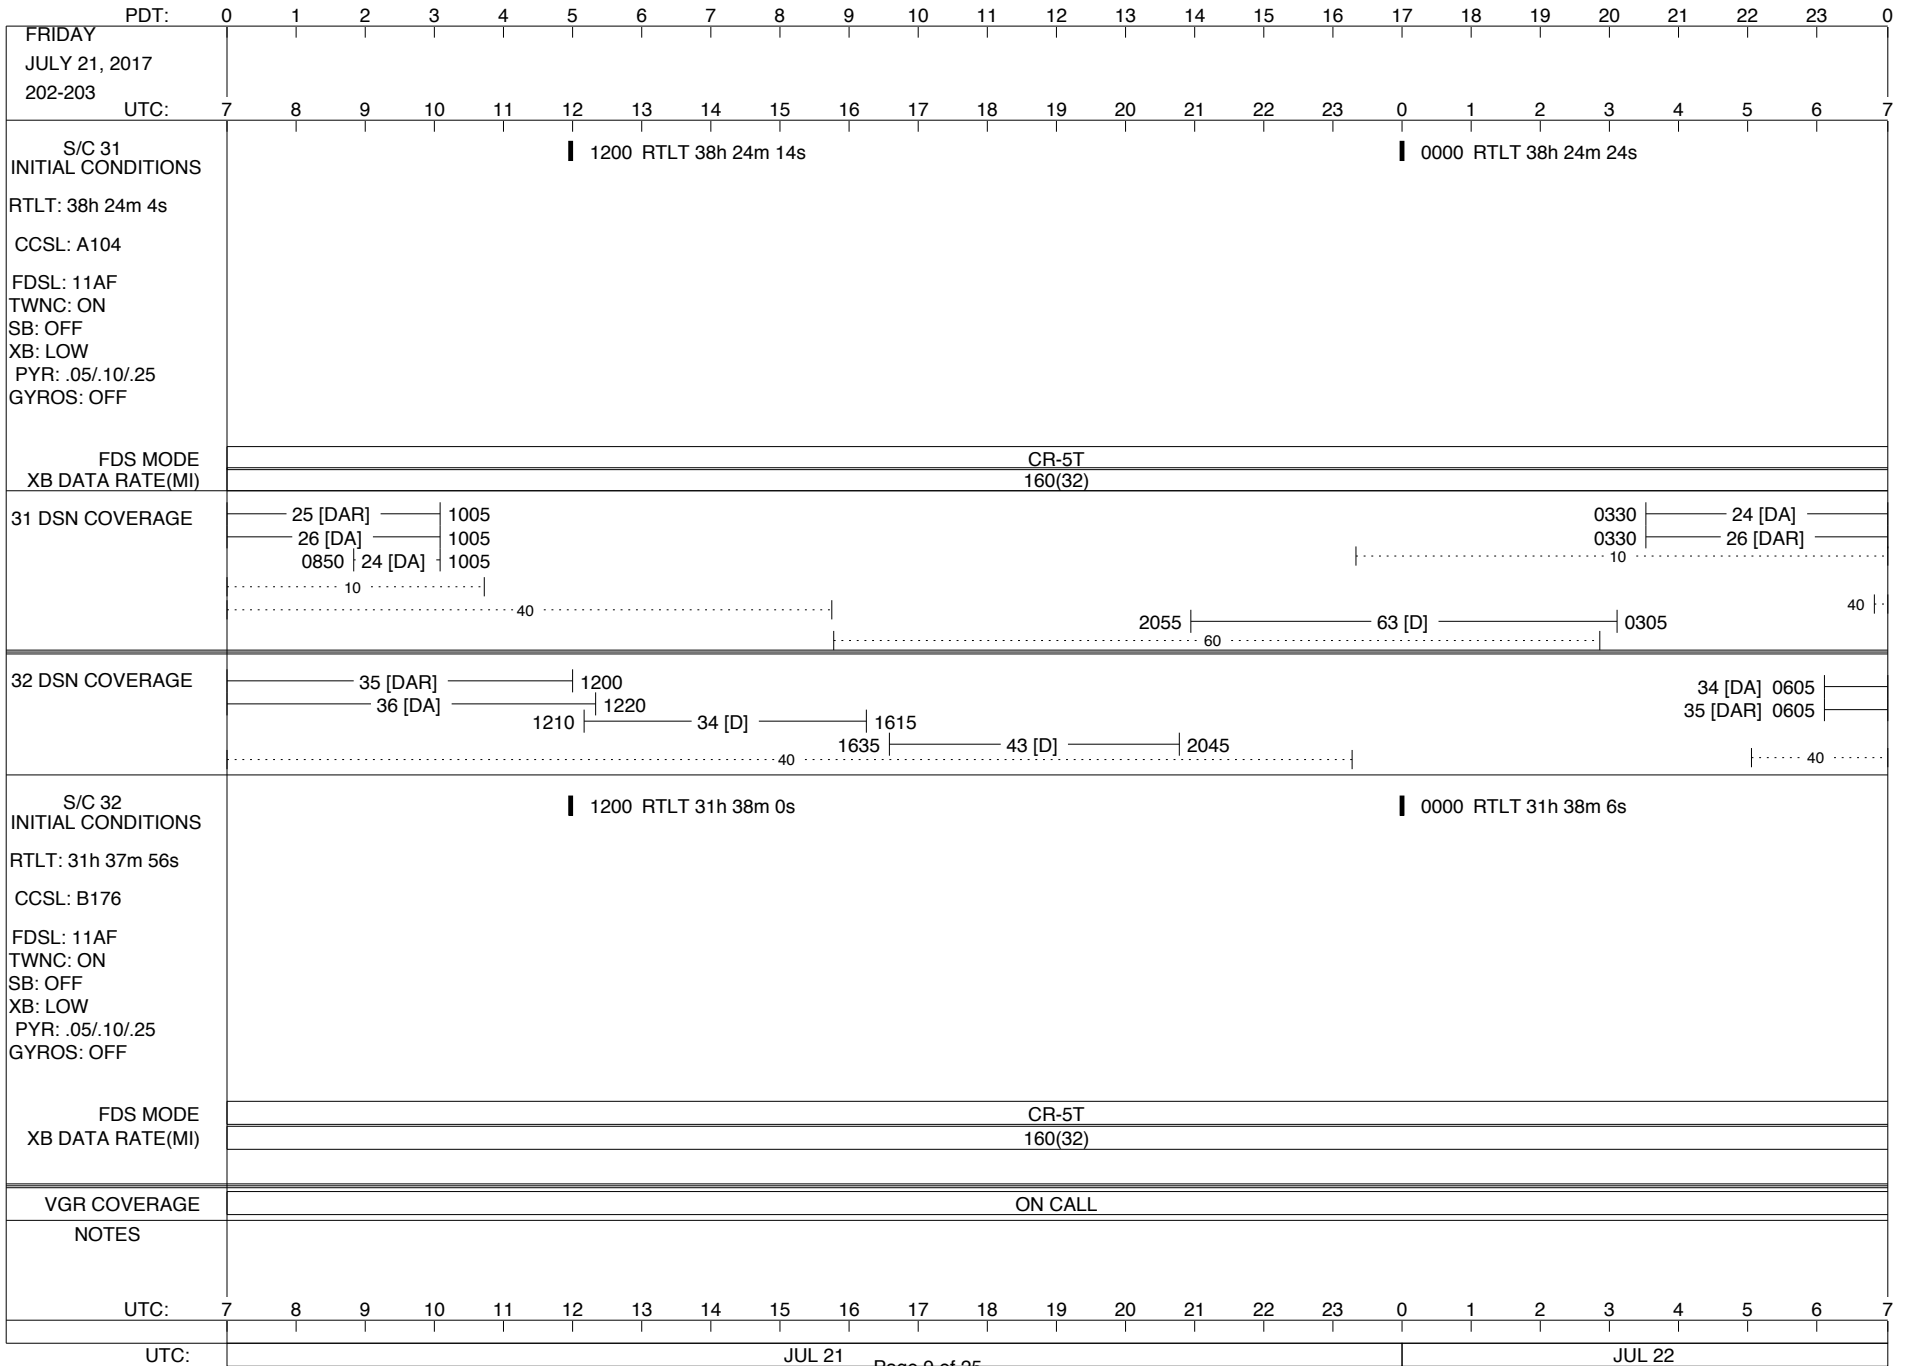 PDT: 0 1 2 3 4 5 6 7 8 9 10 11 12 13 14 15 16 17 18 19 20 21 22 23 0
FRIDAY
JULY 21, 2017
202-203
UTC: 7 8 9 10 11 12 13 14 15 16 17 18 19 20 21 22 23 0 1 2 3 4 5 6 7
S/C 31
INITIAL CONDITIONS
1200 RTLT 38h 24m 14s
0000 RTLT 38h 24m 24s
RTLT: 38h 24m 4s
CCSL: A104
FDSL: 11AF
TWNC: ON
SB: OFF
XB: LOW
PYR: .05/.10/.25
GYROS: OFF
FDS MODE CR-5T
XB DATA RATE(MI) 160(32)
31 DSN COVERAGE
25 [DAR] 1005 0330 24 [DA]
26 [DA] 1005 0330 26 [DAR]
0850 24 [DA] 1005 10
10
40 40
2055 63 [D] 0305
60
32 DSN COVERAGE
35 [DAR] 1200 34 [DA] 0605
36 [DA] 1220 35 [DAR] 0605
1210 34 [D] 1615
1635 43 [D] 2045
40 40
S/C 32
INITIAL CONDITIONS
1200 RTLT 31h 38m 0s
0000 RTLT 31h 38m 6s
RTLT: 31h 37m 56s
CCSL: B176
FDSL: 11AF
TWNC: ON
SB: OFF
XB: LOW
PYR: .05/.10/.25
GYROS: OFF
FDS MODE CR-5T
XB DATA RATE(MI) 160(32)
VGR COVERAGE ON CALL
NOTES
UTC: 7 8 9 10 11 12 13 14 15 16 17 18 19 20 21 22 23 0 1 2 3 4 5 6 7
UTC: JUL 21 JUL 22
Page 9 of 25